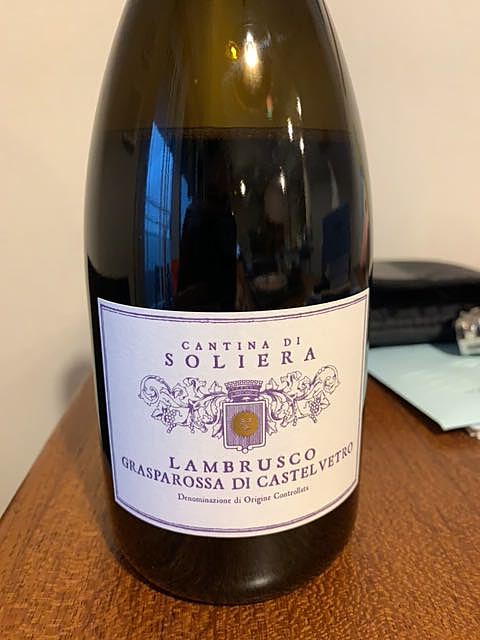 CANTINA DI
SOLIERA
LAMBRUSCO
GRASPAROSSA DI CASTELVETRO
Denominazione di Origine Controllata